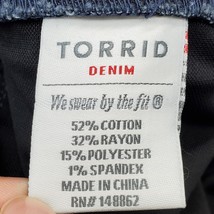 TORRID
DENIM
We swear by the fit ®
52% COTTON
32% RAYON
15% POLYESTER
1% SPANDEX
MADE IN CHINA
RN# 148862